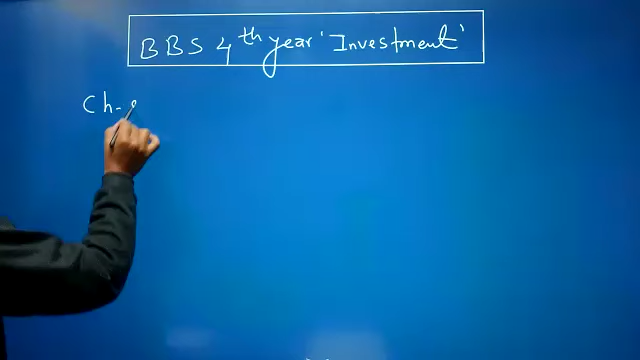 BBS 4th year 'Investment'
Ch-